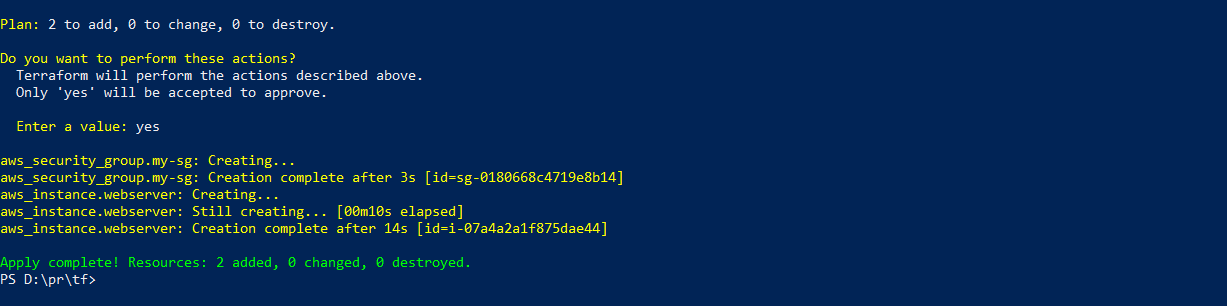 Plan: 2 to add, 0 to change, 0 to destroy.
Do you want to perform these actions?
Terraform will perform the actions described above.
Only 'yes' will be accepted to approve.
Enter a value: yes
aws_security_group.my-sg: Creating...
aws_security_group.my-sg: Creation complete after 3s [id=sg-0180668c4719e8b14]
aws_instance.webserver: Creating...
aws_instance.webserver: Still creating... [00m10s elapsed]
aws_instance.webserver: Creation complete after 14s [id=i-07a4a2a1f875dae44]
Apply complete! Resources: 2 added, 0 changed, 0 destroyed.
PS D:\pr\tf>